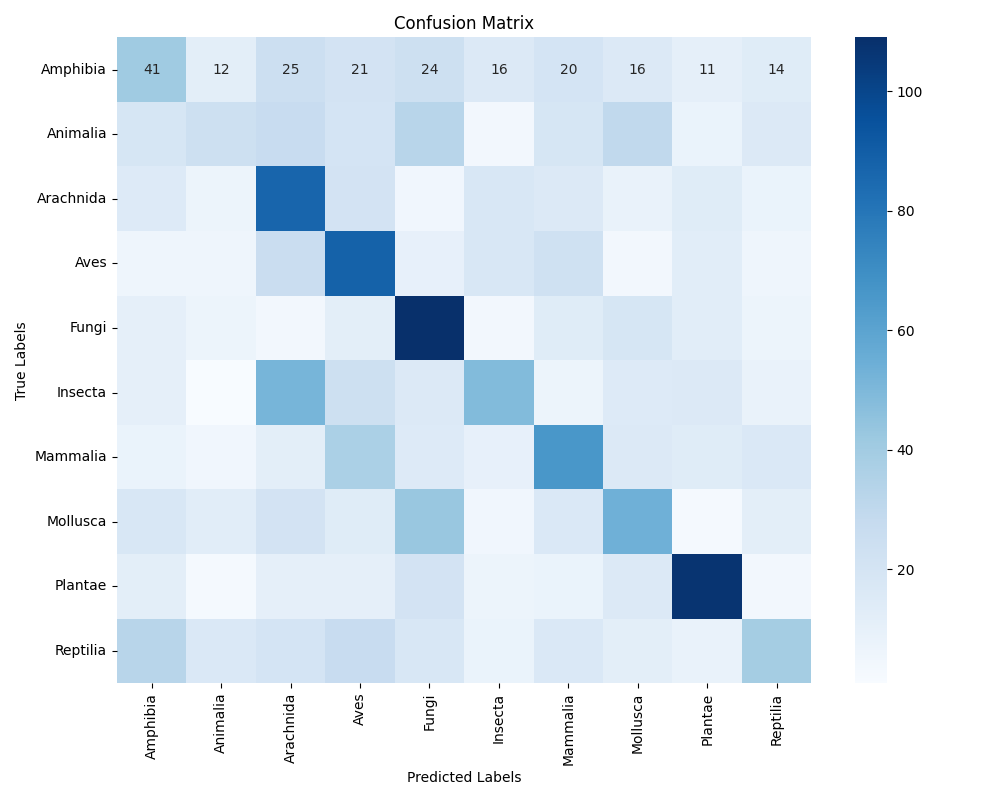 Confusion Matrix
True Labels
Amphibia 41 12 25 21 24 16 20 16 11 14
Animalia
Arachnida
Aves
Fungi
Insecta
Mammalia
Mollusca
Plantae
Reptilia
Amphibia Animalia Arachnida Aves Fungi Insecta Mammalia Mollusca Plantae Reptilia
Predicted Labels
100
80
60
40
20